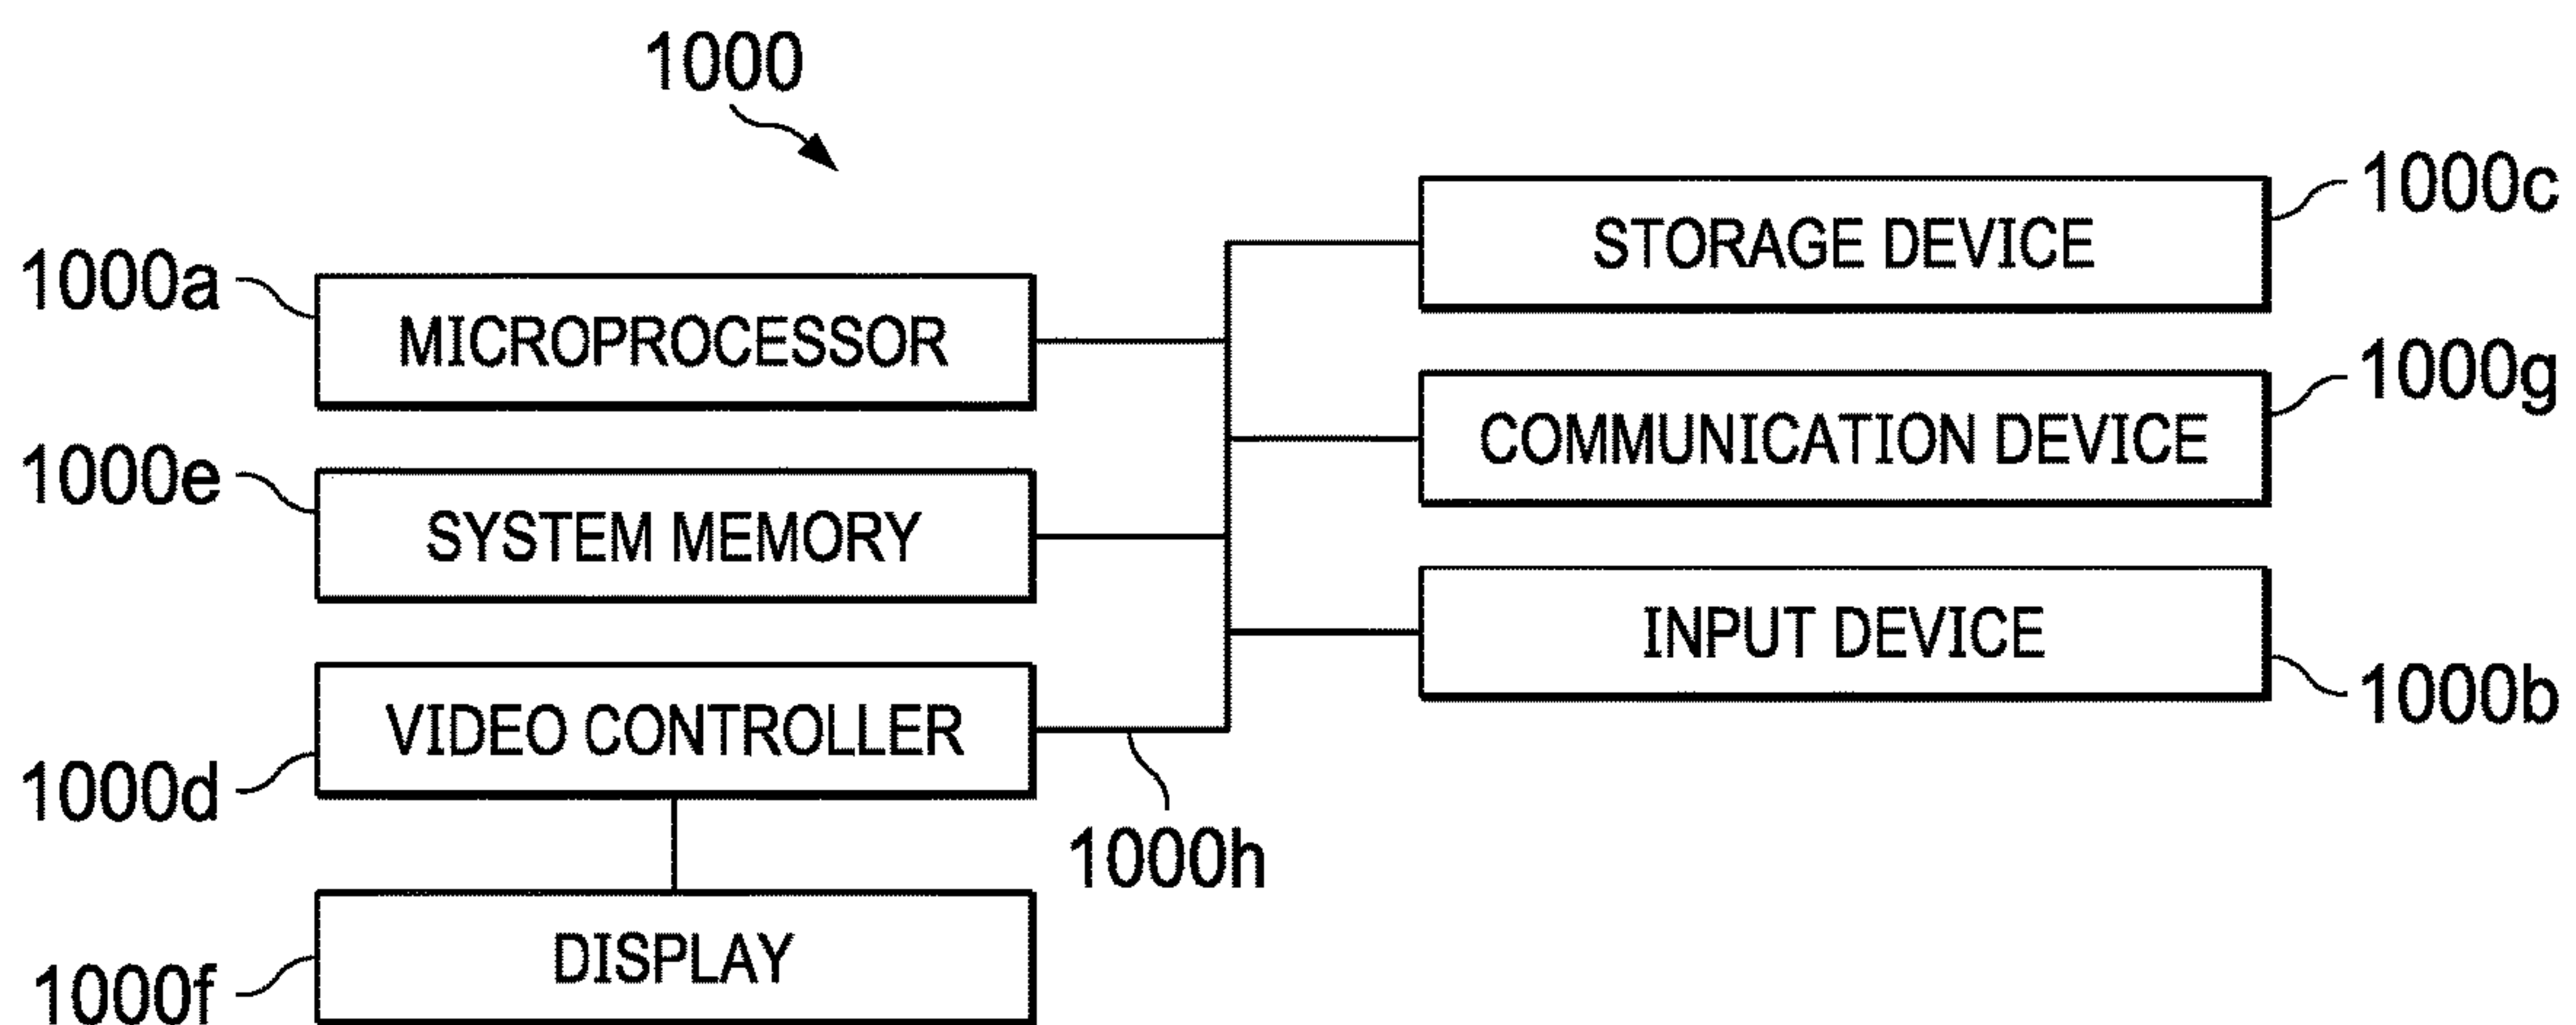 1000
1000c
STORAGE DEVICE
1000a
MICROPROCESSOR
1000g
COMMUNICATION DEVICE
1000e
SYSTEM MEMORY
INPUT DEVICE
1000b
VIDEO CONTROLLER
1000d
1000h
DISPLAY
1000f